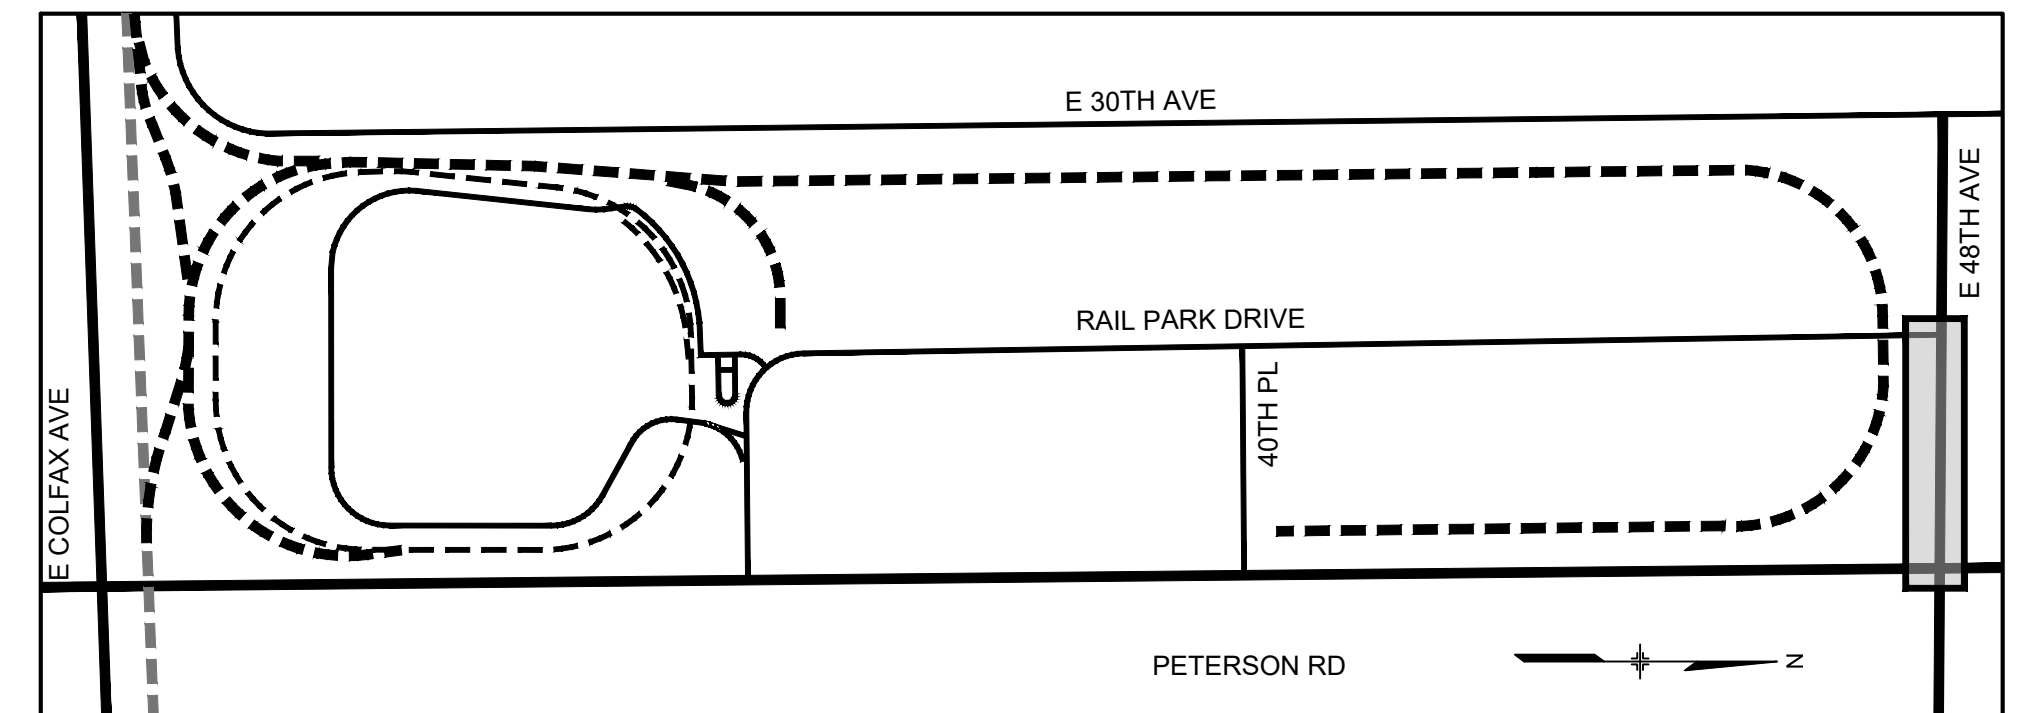 E 30TH AVE
E 48TH AVE
RAIL PARK DRIVE
40TH PL
E COLFAX AVE
PETERSON RD
N